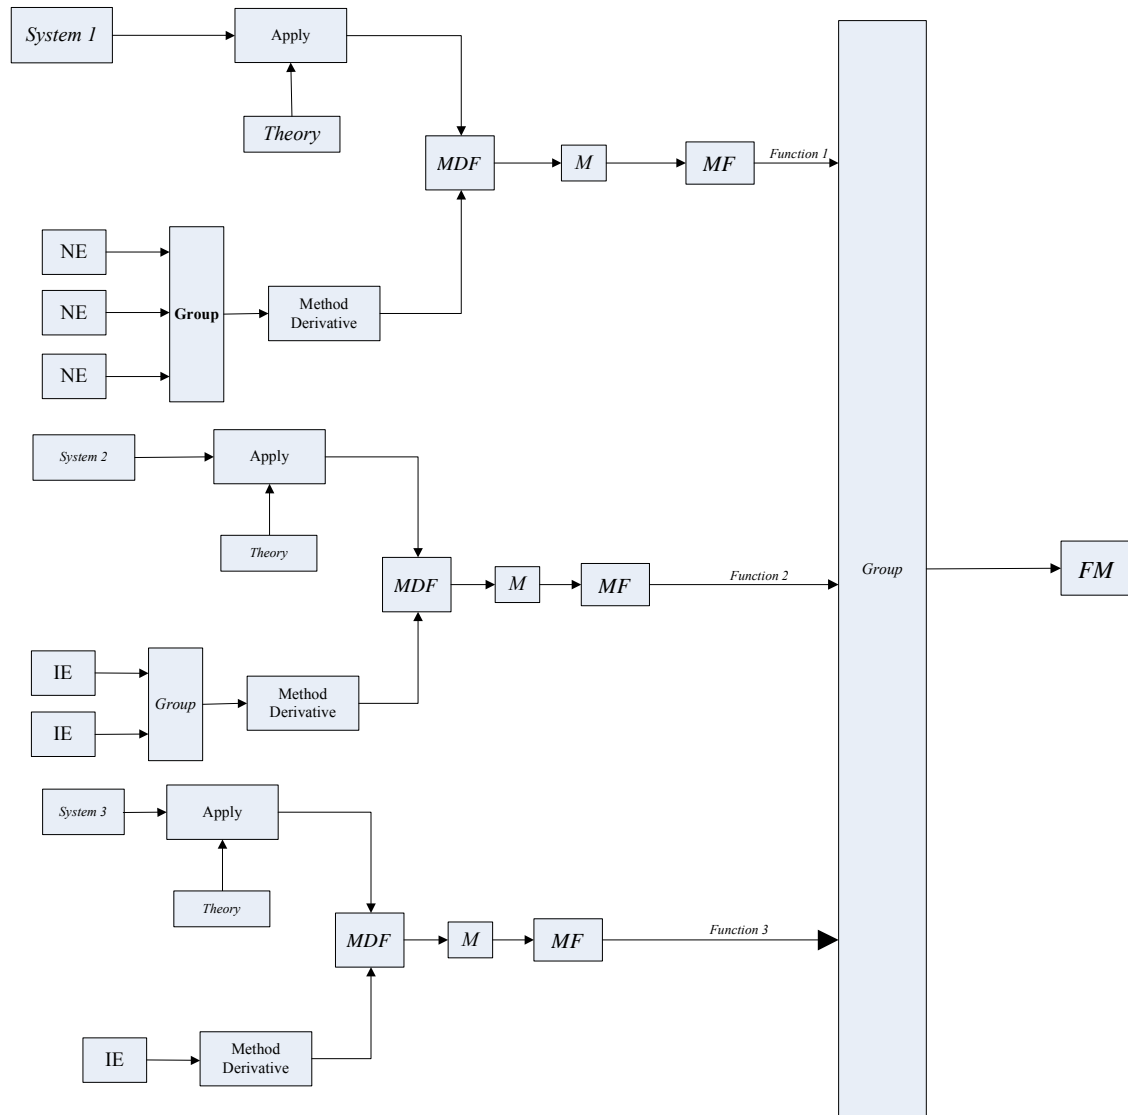 System 1
Apply
Theory
MDF
M
MF
Function 1
NE
NE
NE
Group
Method
Derivative
System 2
Apply
Theory
MDF
M
MF
Function 2
Group
FM
IE
IE
Group
Method
Derivative
System 3
Apply
Theory
MDF
M
MF
Function 3
IE
Method
Derivative